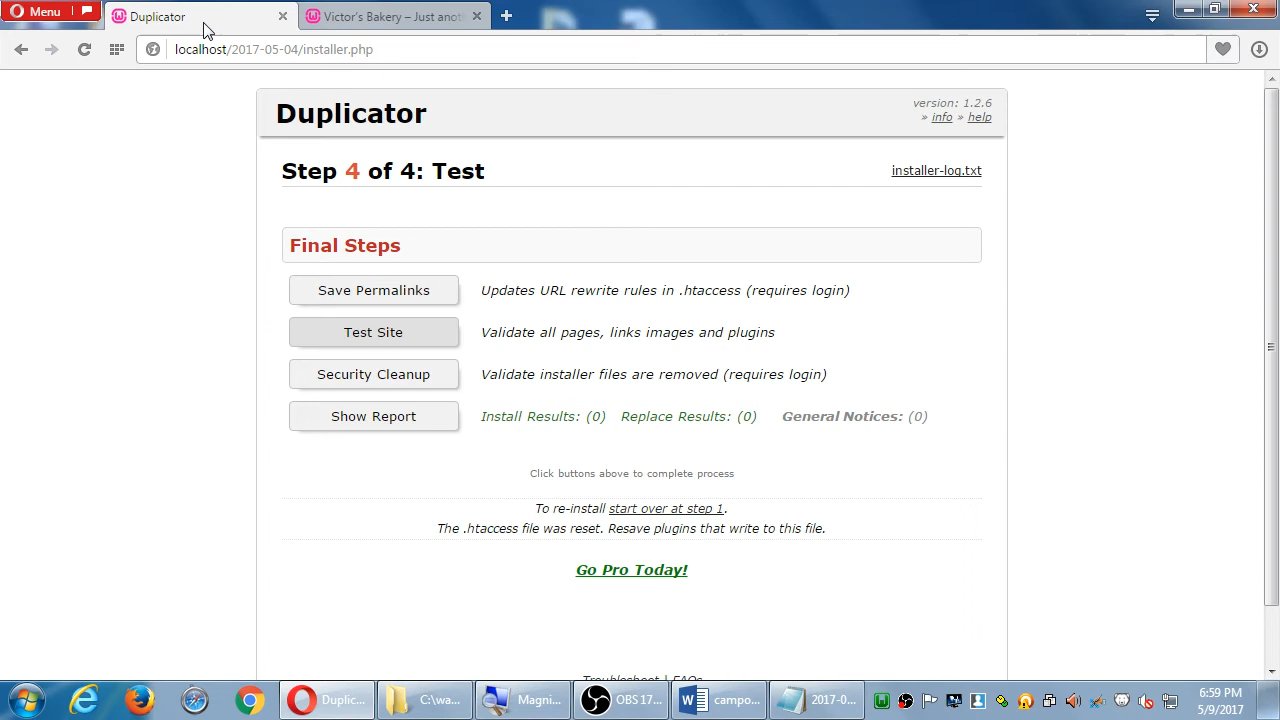 Menu
Duplicator
Victor's Bakery – Just anot
localhost/2017-05-04/installer.php
Duplicator
version: 1.2.6
» info » help
Step 4 of 4: Test
installer-log.txt
Final Steps
Save Permalinks
Updates URL rewrite rules in .htaccess (requires login)
Test Site
Validate all pages, links images and plugins
Security Cleanup
Validate installer files are removed (requires login)
Show Report
Install Results: (0) Replace Results: (0) General Notices: (0)
Click buttons above to complete process
To re-install start over at step 1.
The .htaccess file was reset. Resave plugins that write to this file.
Go Pro Today!
Troubleshoot | FAQs
Duplic...
C:\wa...
Magni...
OBS 17...
campo...
2017-0...
6:59 PM
5/9/2017